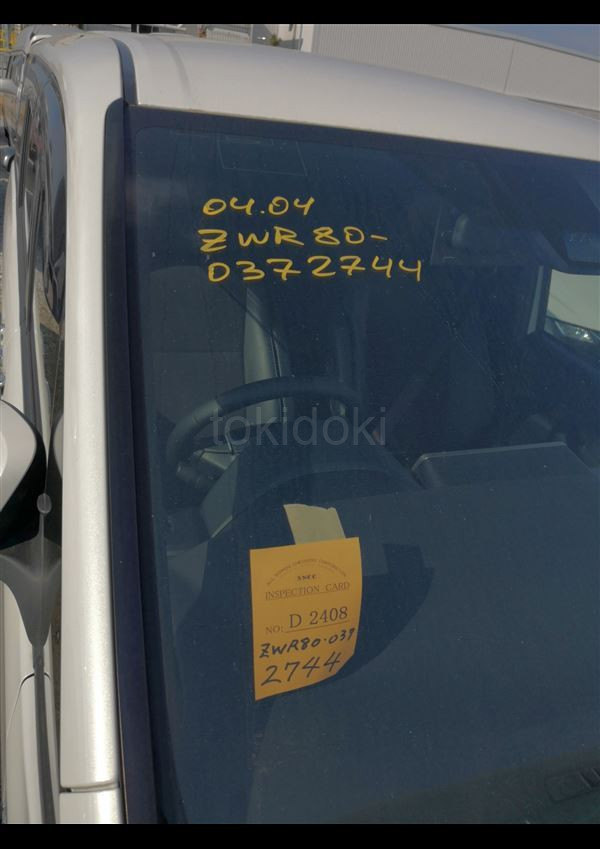 04.04
ZWR80-
0372744
tokidoki
INSPECTION CARD
NO: D 2408
ZWR80-037
2744